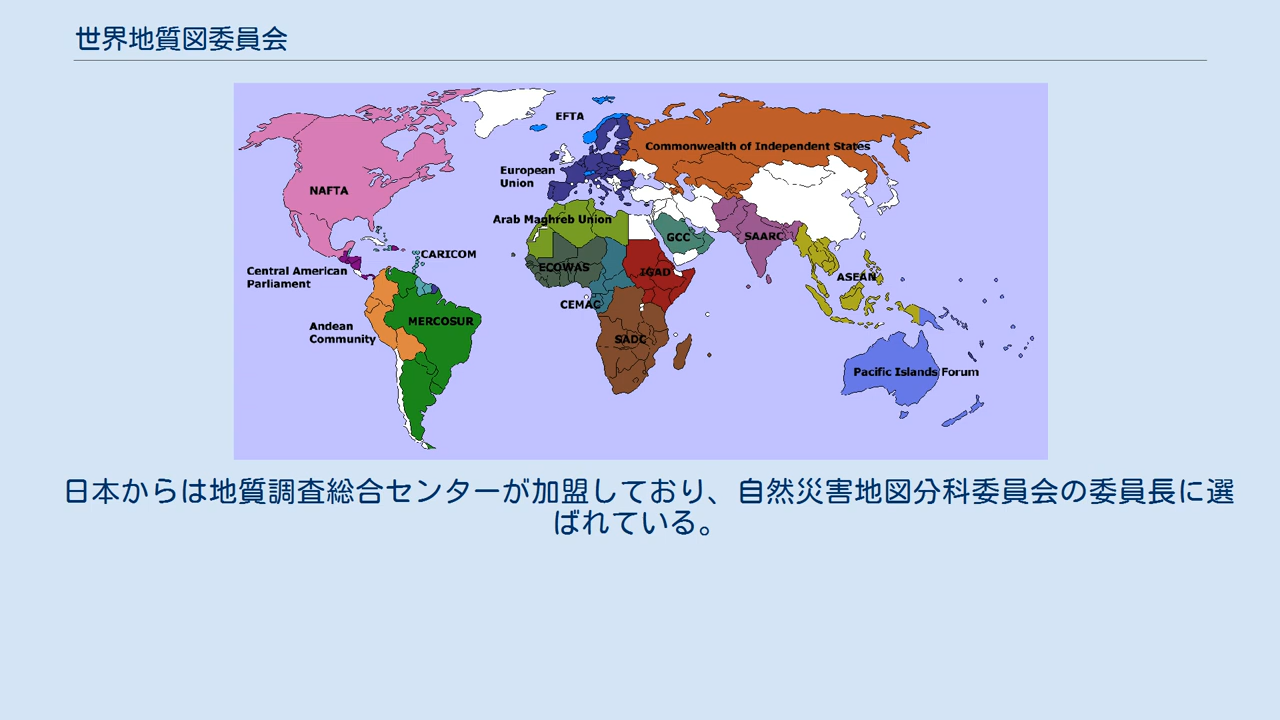 世界地質図委員会
EFTA
Commonwealth of Independent States
European
Union
NAFTA
Arab Maghreb Union
GCC
SAARC
CARICOM
Central American
Parliament
ECOWAS
IGAD
ASEAN
CEMAC
MERCOSUR
Andean
Community
SADC
Pacific Islands Forum
日本からは地質調査総合センターが加盟しており、自然災害地図分科委員会の委員長に選
ばれている。